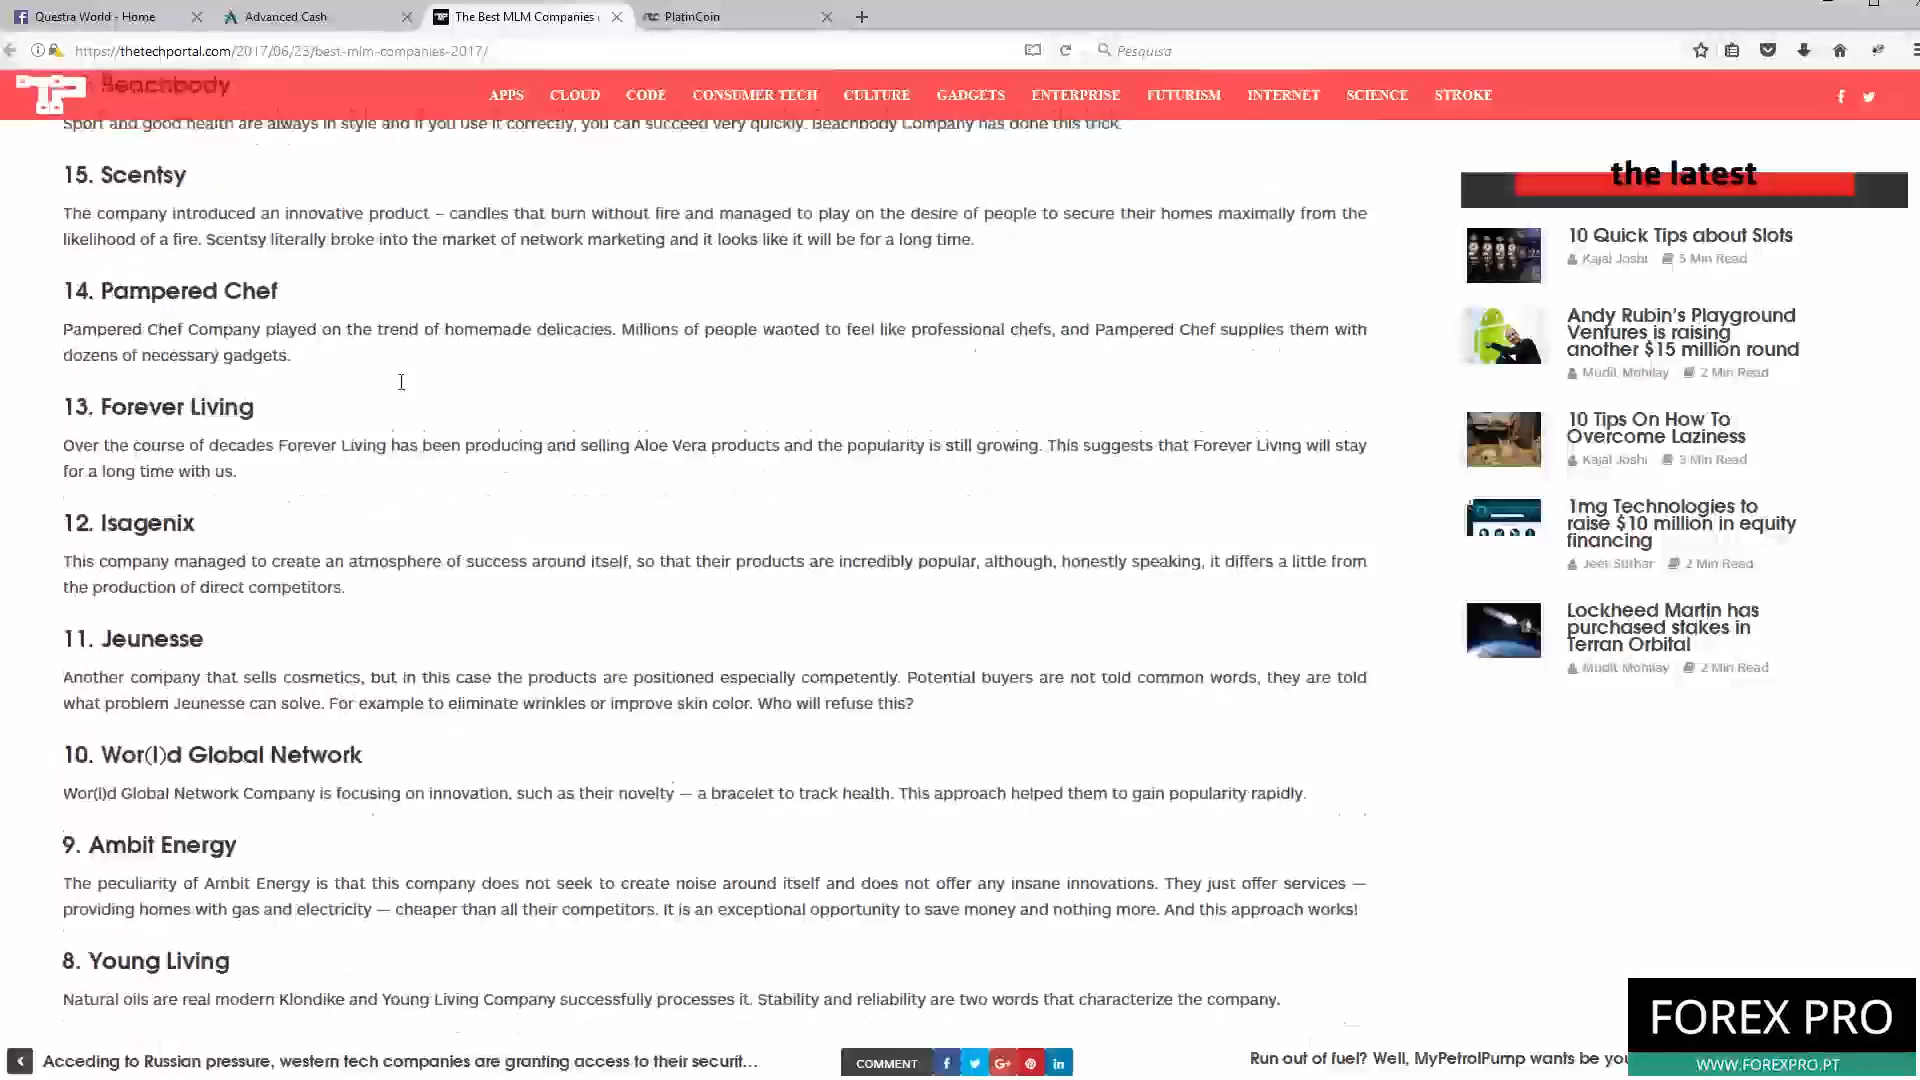 Questra World - Home
Advanced Cash
The Best MLM Companies
PlatinCoin
https://thetechportal.com/2017/06/23/best-mlm-companies-2017/
Pesquisa
Beachbody
APPS CLOUD CODE CONSUMER TECH CULTURE GADGETS ENTERPRISE FUTURISM INTERNET SCIENCE STROKE
Sport and good health are always in style and if you use it correctly, you can succeed very quickly. Beachbody Company has done this trick.
15. Scentsy
The company introduced an innovative product – candles that burn without fire and managed to play on the desire of people to secure their homes maximally from the
likelihood of a fire. Scentsy literally broke into the market of network marketing and it looks like it will be for a long time.
14. Pampered Chef
Pampered Chef Company played on the trend of homemade delicacies. Millions of people wanted to feel like professional chefs, and Pampered Chef supplies them with
dozens of necessary gadgets.
13. Forever Living
Over the course of decades Forever Living has been producing and selling Aloe Vera products and the popularity is still growing. This suggests that Forever Living will stay
for a long time with us.
12. Isagenix
This company managed to create an atmosphere of success around itself, so that their products are incredibly popular, although, honestly speaking, it differs a little from
the production of direct competitors.
11. Jeunesse
Another company that sells cosmetics, but in this case the products are positioned especially competently. Potential buyers are not told common words, they are told
what problem Jeunesse can solve. For example to eliminate wrinkles or improve skin color. Who will refuse this?
10. Wor(l)d Global Network
Wor(l)d Global Network Company is focusing on innovation, such as their novelty — a bracelet to track health. This approach helped them to gain popularity rapidly.
9. Ambit Energy
The peculiarity of Ambit Energy is that this company does not seek to create noise around itself and does not offer any insane innovations. They just offer services —
providing homes with gas and electricity — cheaper than all their competitors. It is an exceptional opportunity to save money and nothing more. And this approach works!
8. Young Living
Natural oils are real modern Klondike and Young Living Company successfully processes it. Stability and reliability are two words that characterize the company.
the latest
10 Quick Tips about Slots
Kajal Joshi 5 Min Read
Andy Rubin's Playground
Ventures is raising
another $15 million round
Mudit Mohilay 2 Min Read
10 Tips On How To
Overcome Laziness
Kajal Joshi 3 Min Read
1mg Technologies to
raise $10 million in equity
financing
Jeet Suthar 2 Min Read
Lockheed Martin has
purchased stakes in
Terran Orbital
Mudit Mohilay 2 Min Read
Acceding to Russian pressure, western tech companies are granting access to their securit...
COMMENT
Run out of fuel? Well, MyPetrolPump wants be you
FOREX PRO
WWW.FOREXPRO.PT